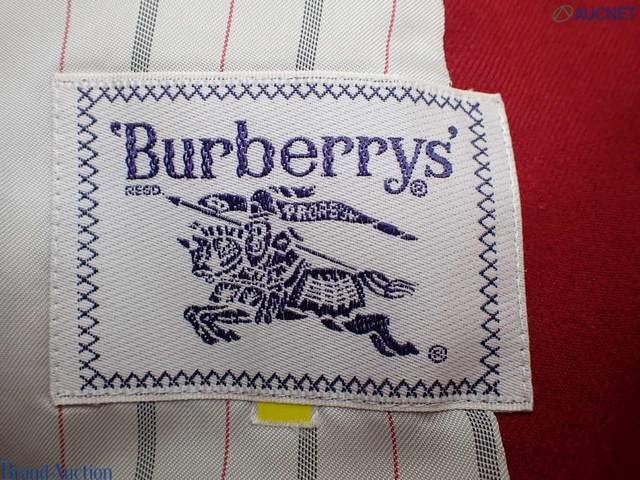 AUCNET
'Burberrys'®
REGD.
PRORSUM
®
Brand Auction